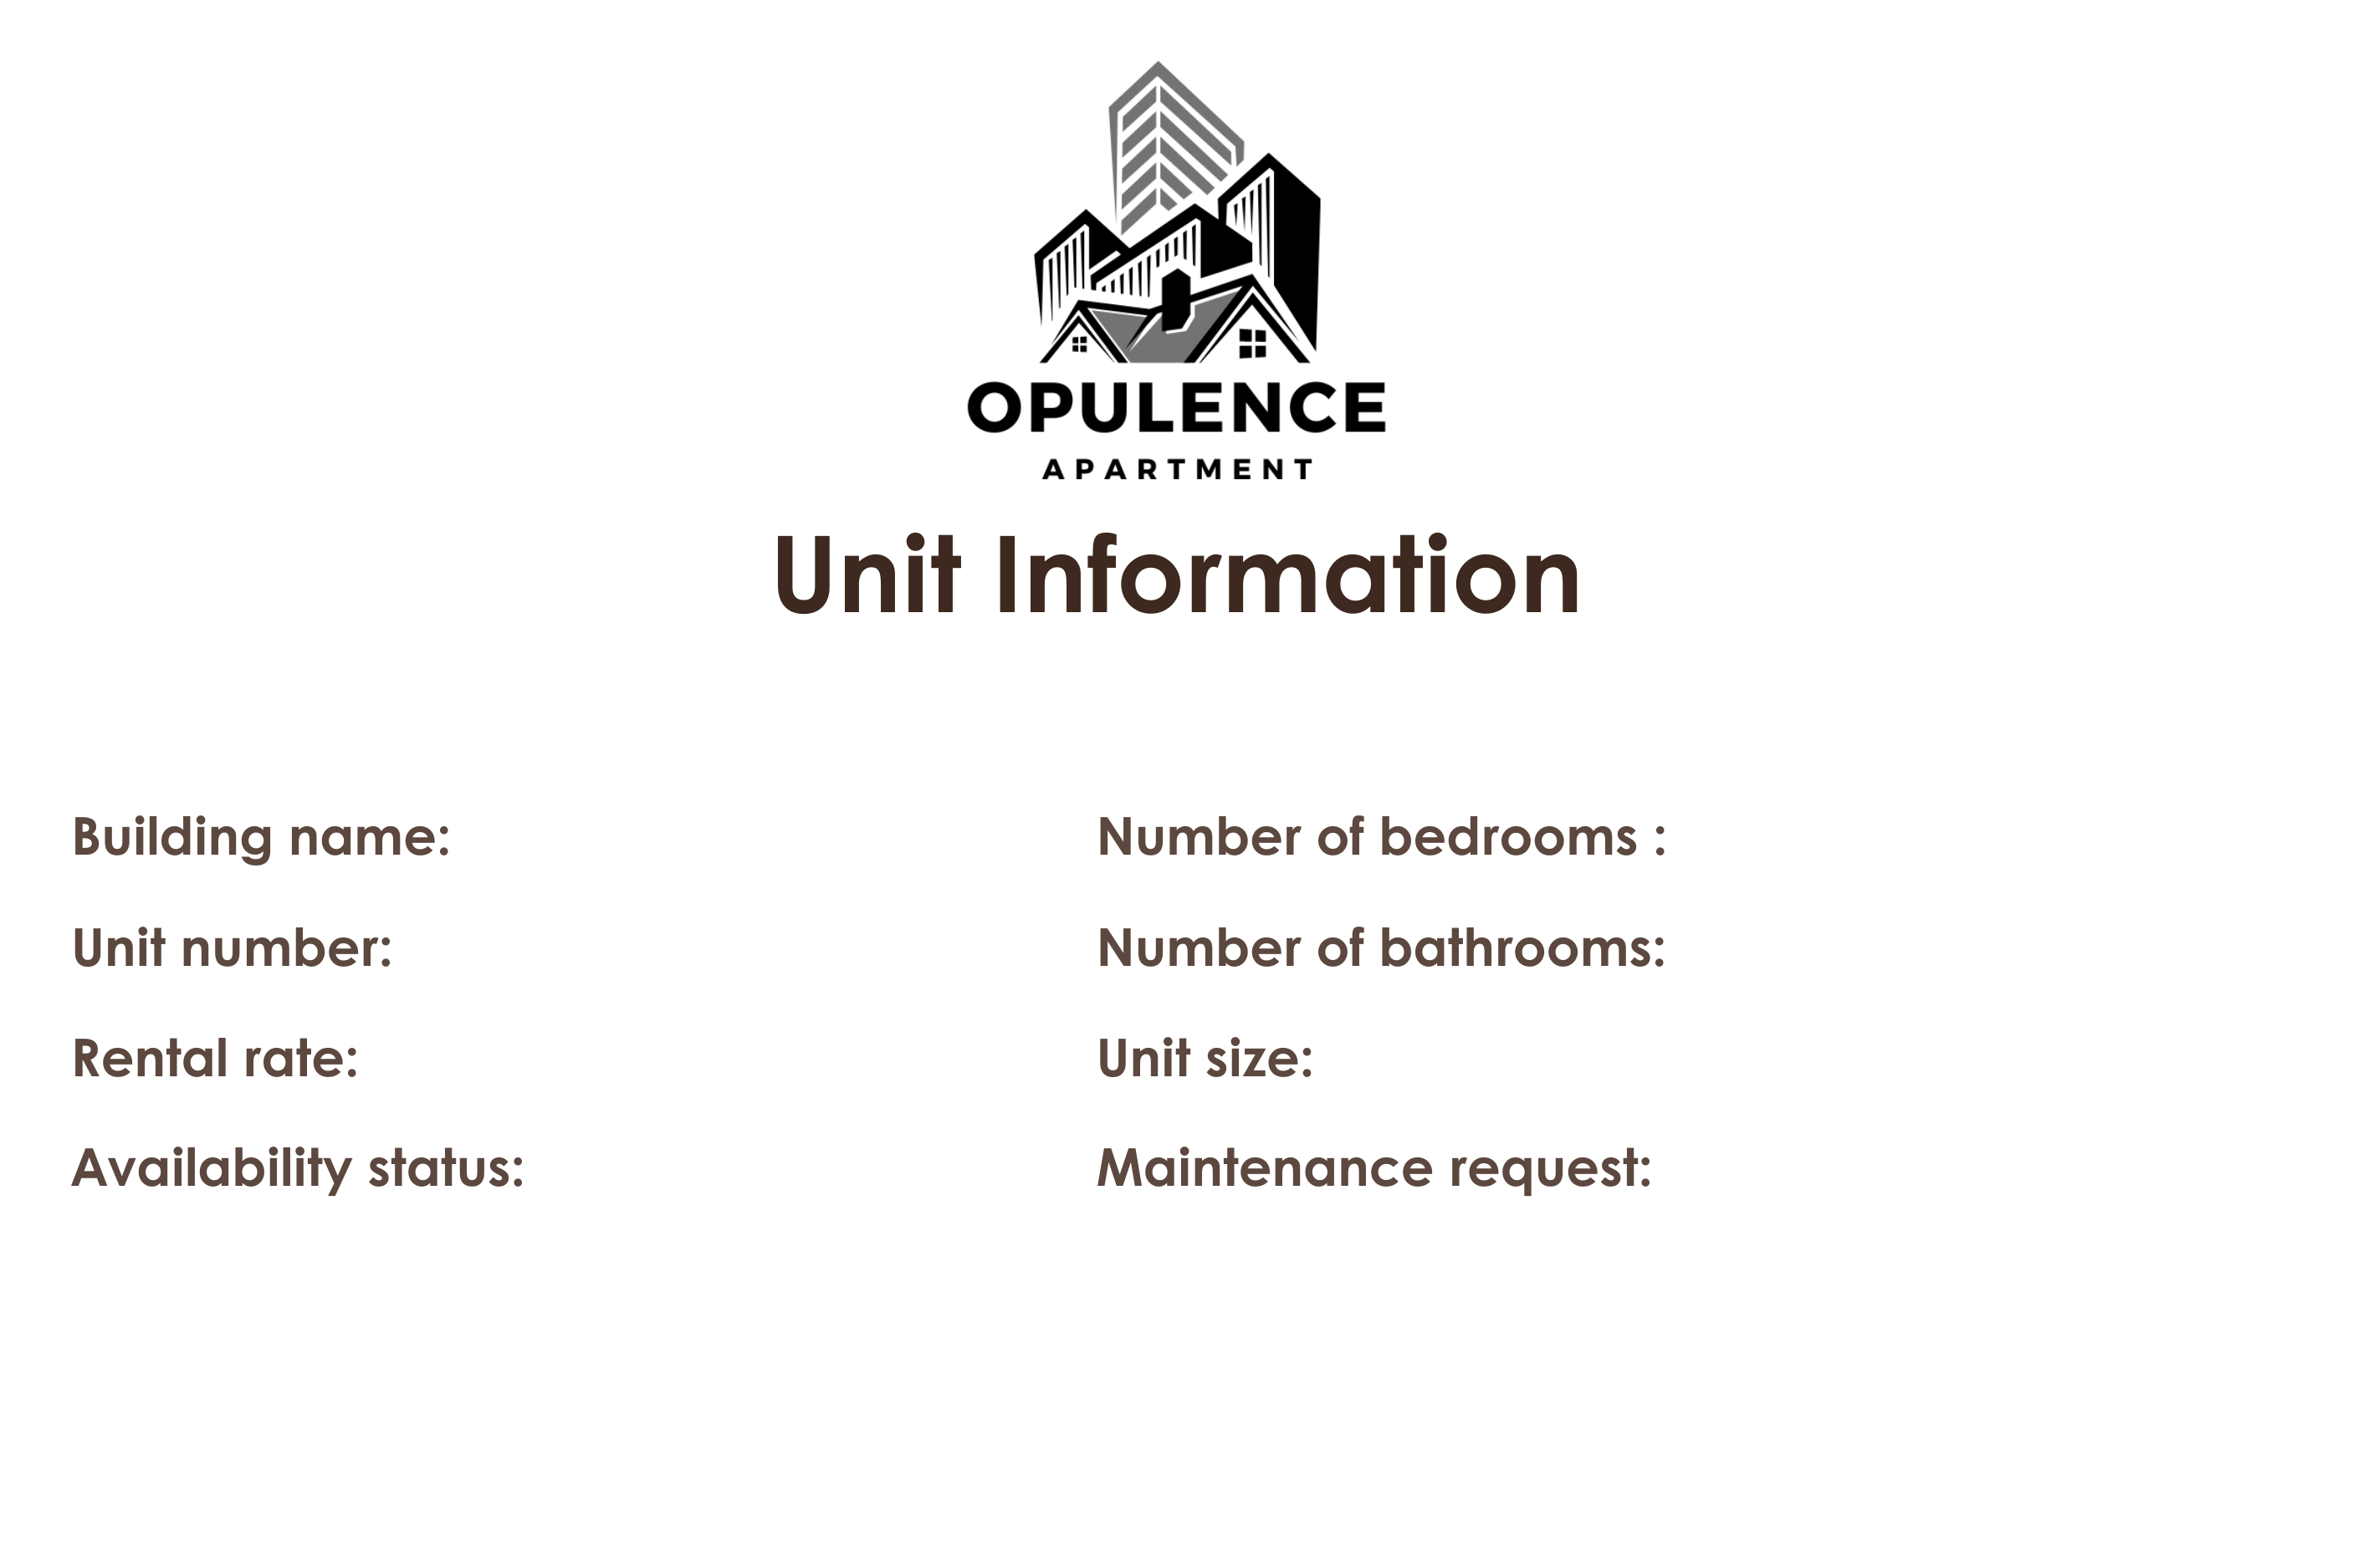 OPULENCE
APARTMENT
Unit Information
Building name:
Unit number:
Rental rate:
Availability status:
Number of bedrooms :
Number of bathrooms:
Unit size:
Maintenance request: